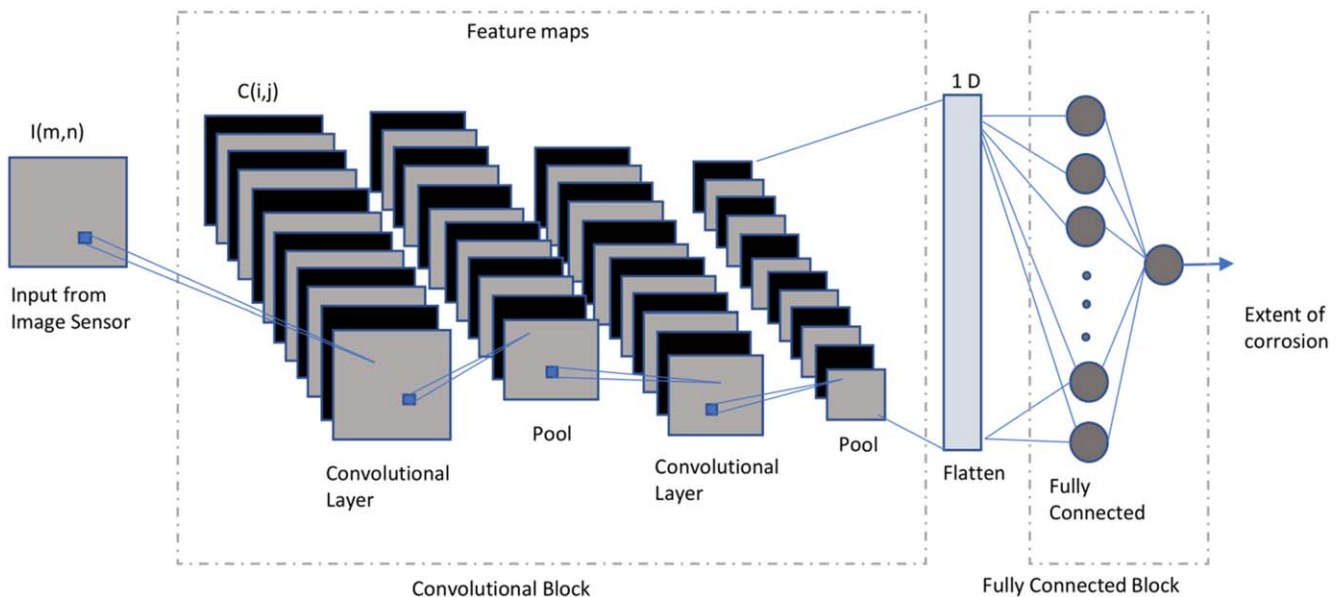 Feature maps
C(i,j)
1 D
I(m,n)
Input from
Image Sensor
Extent of
corrosion
Pool
Convolutional
Layer
Convolutional
Layer
Pool
Flatten
Fully
Connected
Convolutional Block
Fully Connected Block